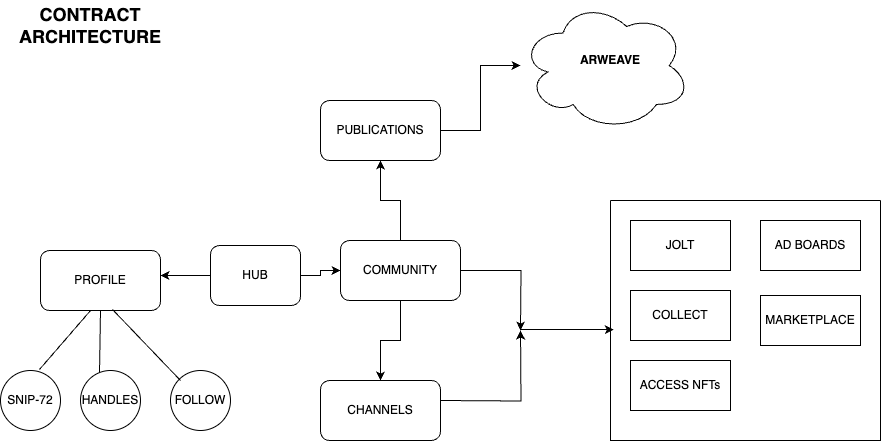 CONTRACT
ARCHITECTURE
ARWEAVE
PUBLICATIONS
JOLT
AD BOARDS
PROFILE
HUB
COMMUNITY
COLLECT
MARKETPLACE
ACCESS NFTs
SNIP-72
HANDLES
FOLLOW
CHANNELS